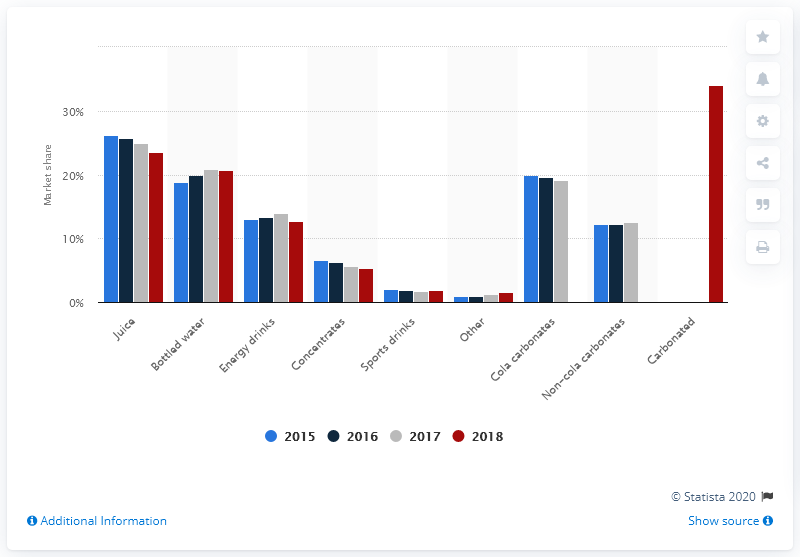 30%
20%
10%
0%
Market share
Juice
Bottled water
Energy drinks
Concentrates
Sports drinks
Other
Cola carbonates
Non-cola carbonates
Carbonated
2015 2016 2017 2018
© Statista 2020
Additional Information Show source